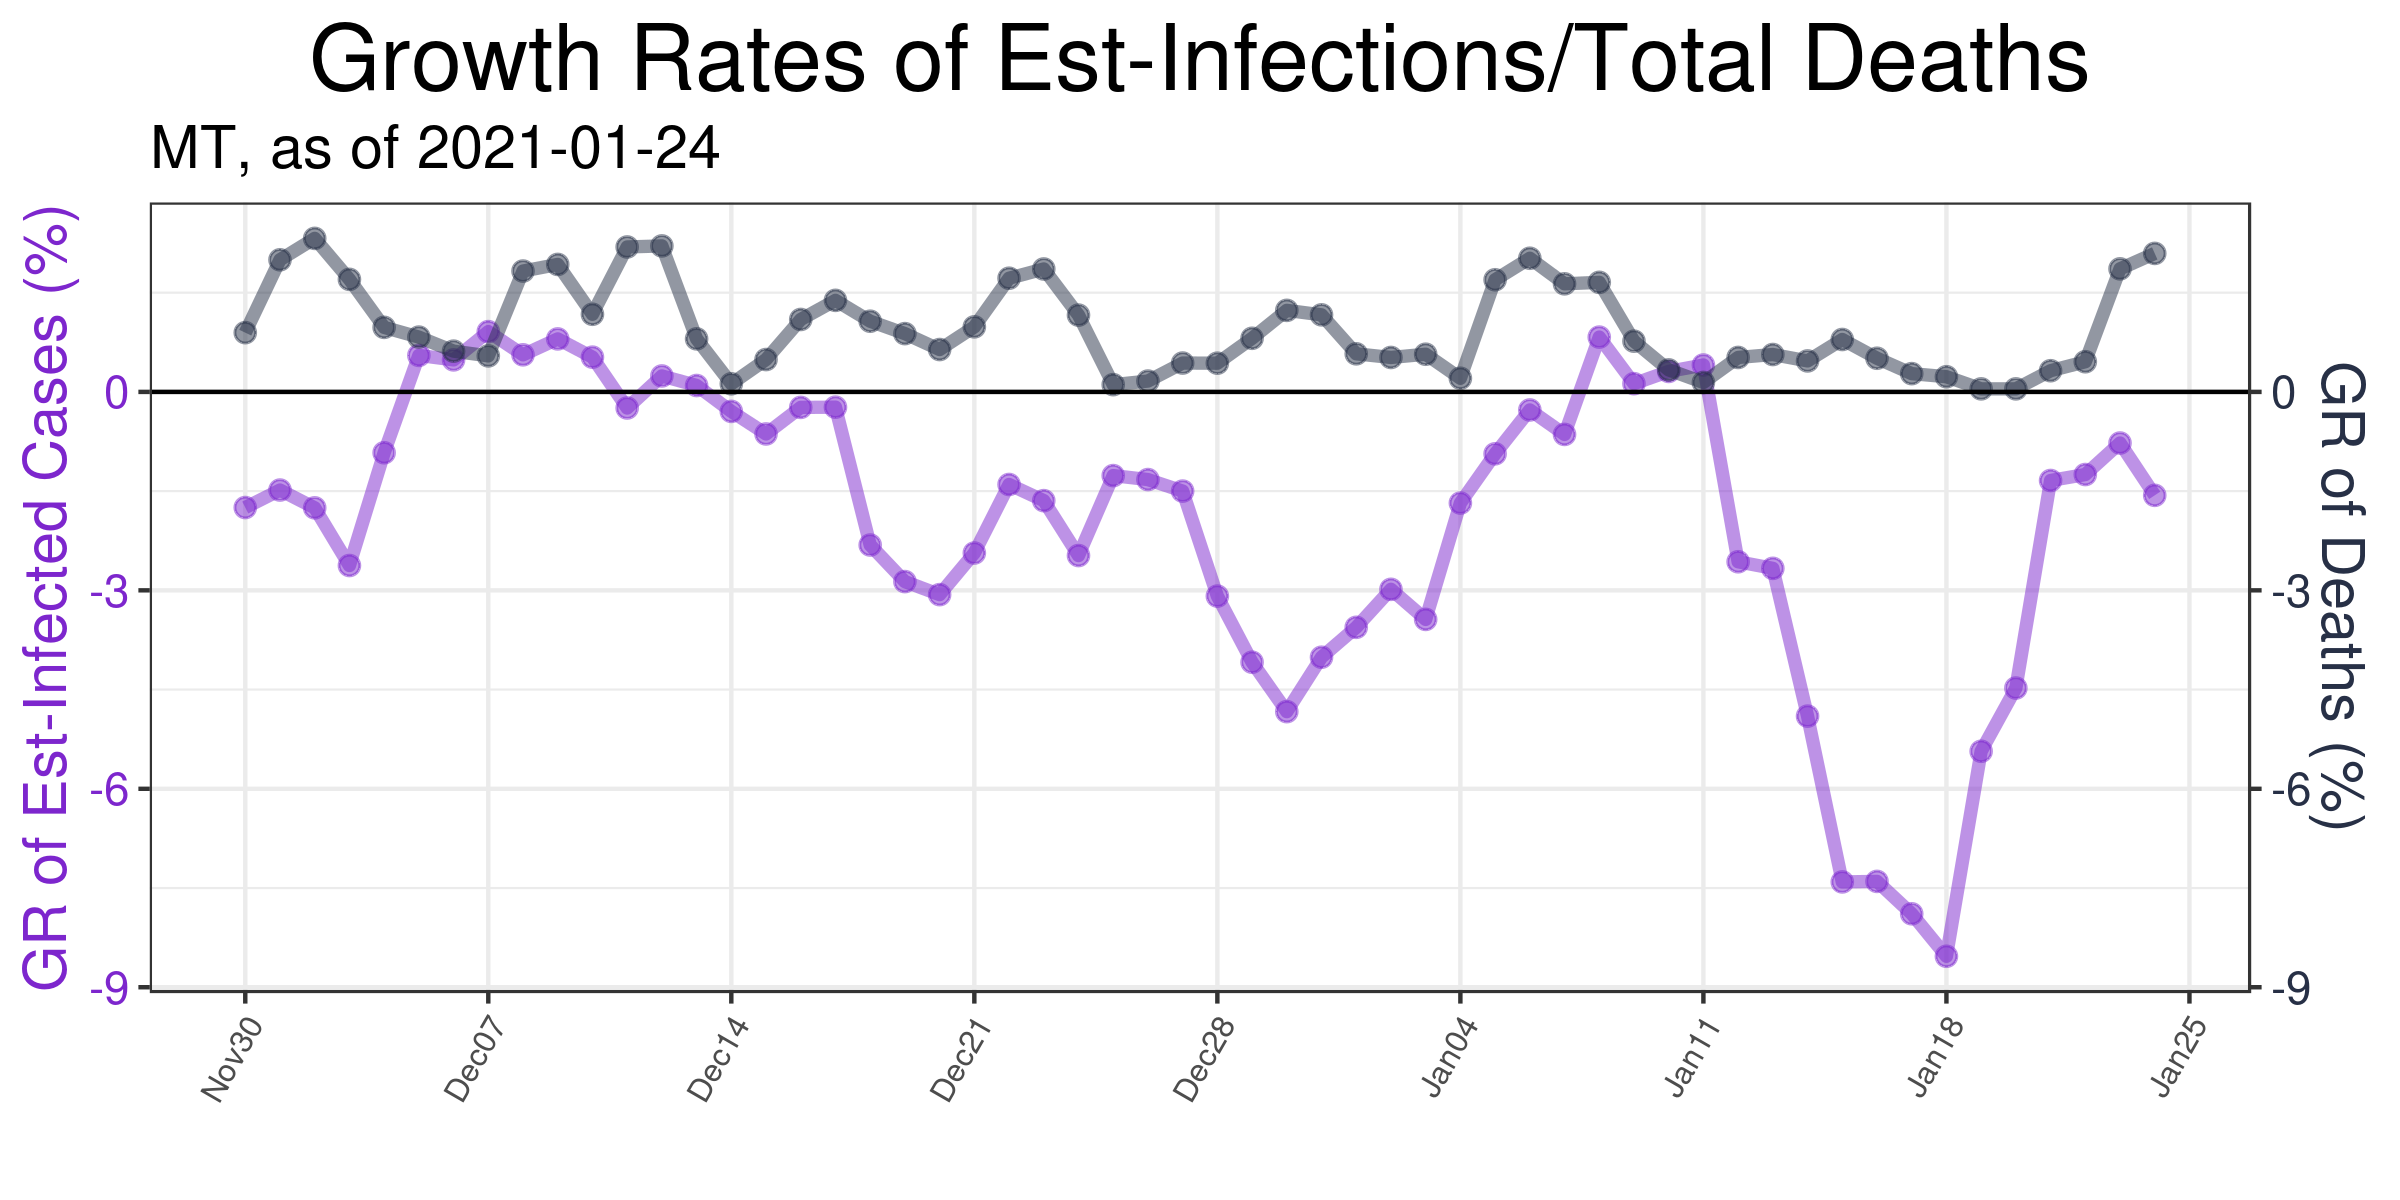 Growth Rates of Est-Infections/Total Deaths
MT, as of 2021-01-24
GR of Est-Infected Cases (%)
0
-3
-6
-9
0
-3
-6
-9
GR of Deaths (%)
Nov30
Dec07
Dec14
Dec21
Dec28
Jan04
Jan11
Jan18
Jan25